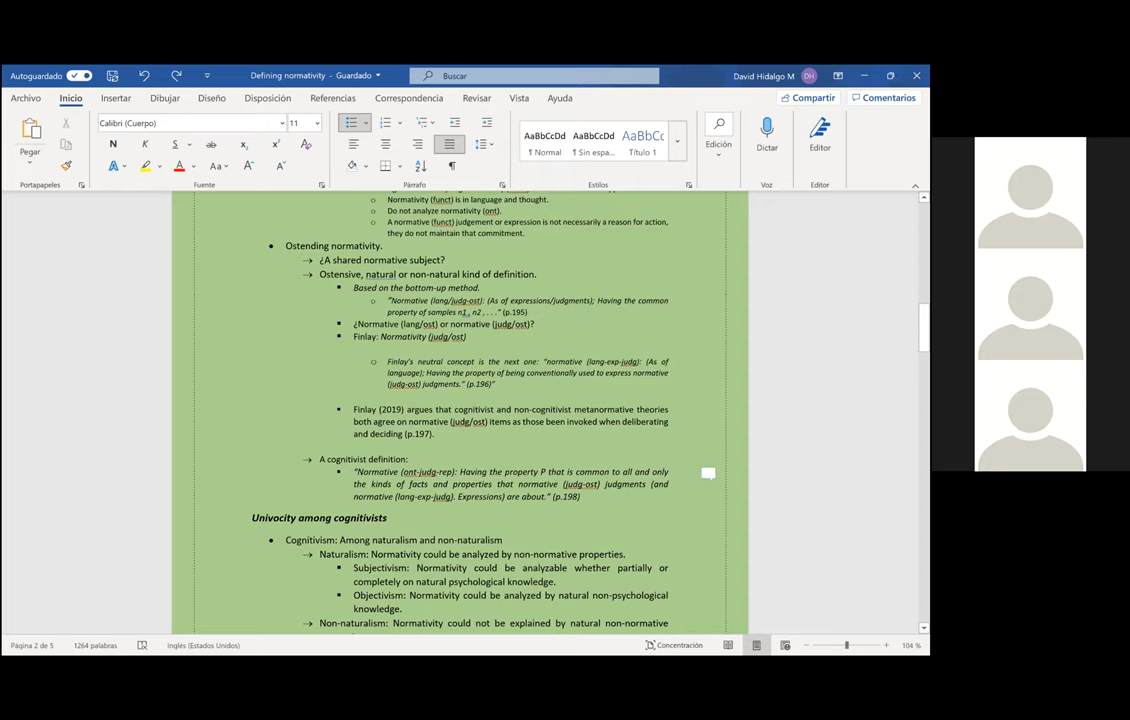 Autoguardado
Defining normativity - Guardado
Buscar
David Hidalgo M
DH
Archivo Inicio Insertar Dibujar Diseño Disposición Referencias Correspondencia Revisar Vista Ayuda
Compartir
Comentarios
Calibri (Cuerpo)
11
AaBbCcDd AaBbCcDd AaBbCc
¶ Normal ¶ Sin espa... Título 1
Pegar
Edición
Dictar
Editor
Portapapeles Fuente Párrafo Estilos Voz Editor
o Normativity (funct) is in language and thought.
o Do not analyze normativity (ont).
o A normative (funct) judgement or expression is not necessarily a reason for action,
they do not maintain that commitment.
• Ostending normativity.
→ ¿A shared normative subject?
→ Ostensive, natural or non-natural kind of definition.
▪ Based on the bottom-up method.
o "Normative (lang/judg-ost): (As of expressions/judgments); Having the common
property of samples n1, n2 , . . ." (p.195)
▪ ¿Normative (lang/ost) or normative (judg/ost)?
▪ Finlay: Normativity (judg/ost)
o Finlay's neutral concept is the next one: "normative (lang-exp-judg): (As of
language); Having the property of being conventionally used to express normative
(judg-ost) judgments." (p.196)"
▪ Finlay (2019) argues that cognitivist and non-cognitivist metanormative theories
both agree on normative (judg/ost) items as those been invoked when deliberating
and deciding (p.197).
→ A cognitivist definition:
▪ "Normative (ont-judg-rep): Having the property P that is common to all and only
the kinds of facts and properties that normative (judg-ost) judgments (and
normative (lang-exp-judg). Expressions) are about." (p.198)
Univocity among cognitivists
• Cognitivism: Among naturalism and non-naturalism
→ Naturalism: Normativity could be analyzed by non-normative properties.
▪ Subjectivism: Normativity could be analyzable whether partially or
completely on natural psychological knowledge.
▪ Objectivism: Normativity could be analyzed by natural non-psychological
knowledge.
→ Non-naturalism: Normativity could not be explained by natural non-normative
Página 2 de 5 1264 palabras Inglés (Estados Unidos) Concentración 104 %